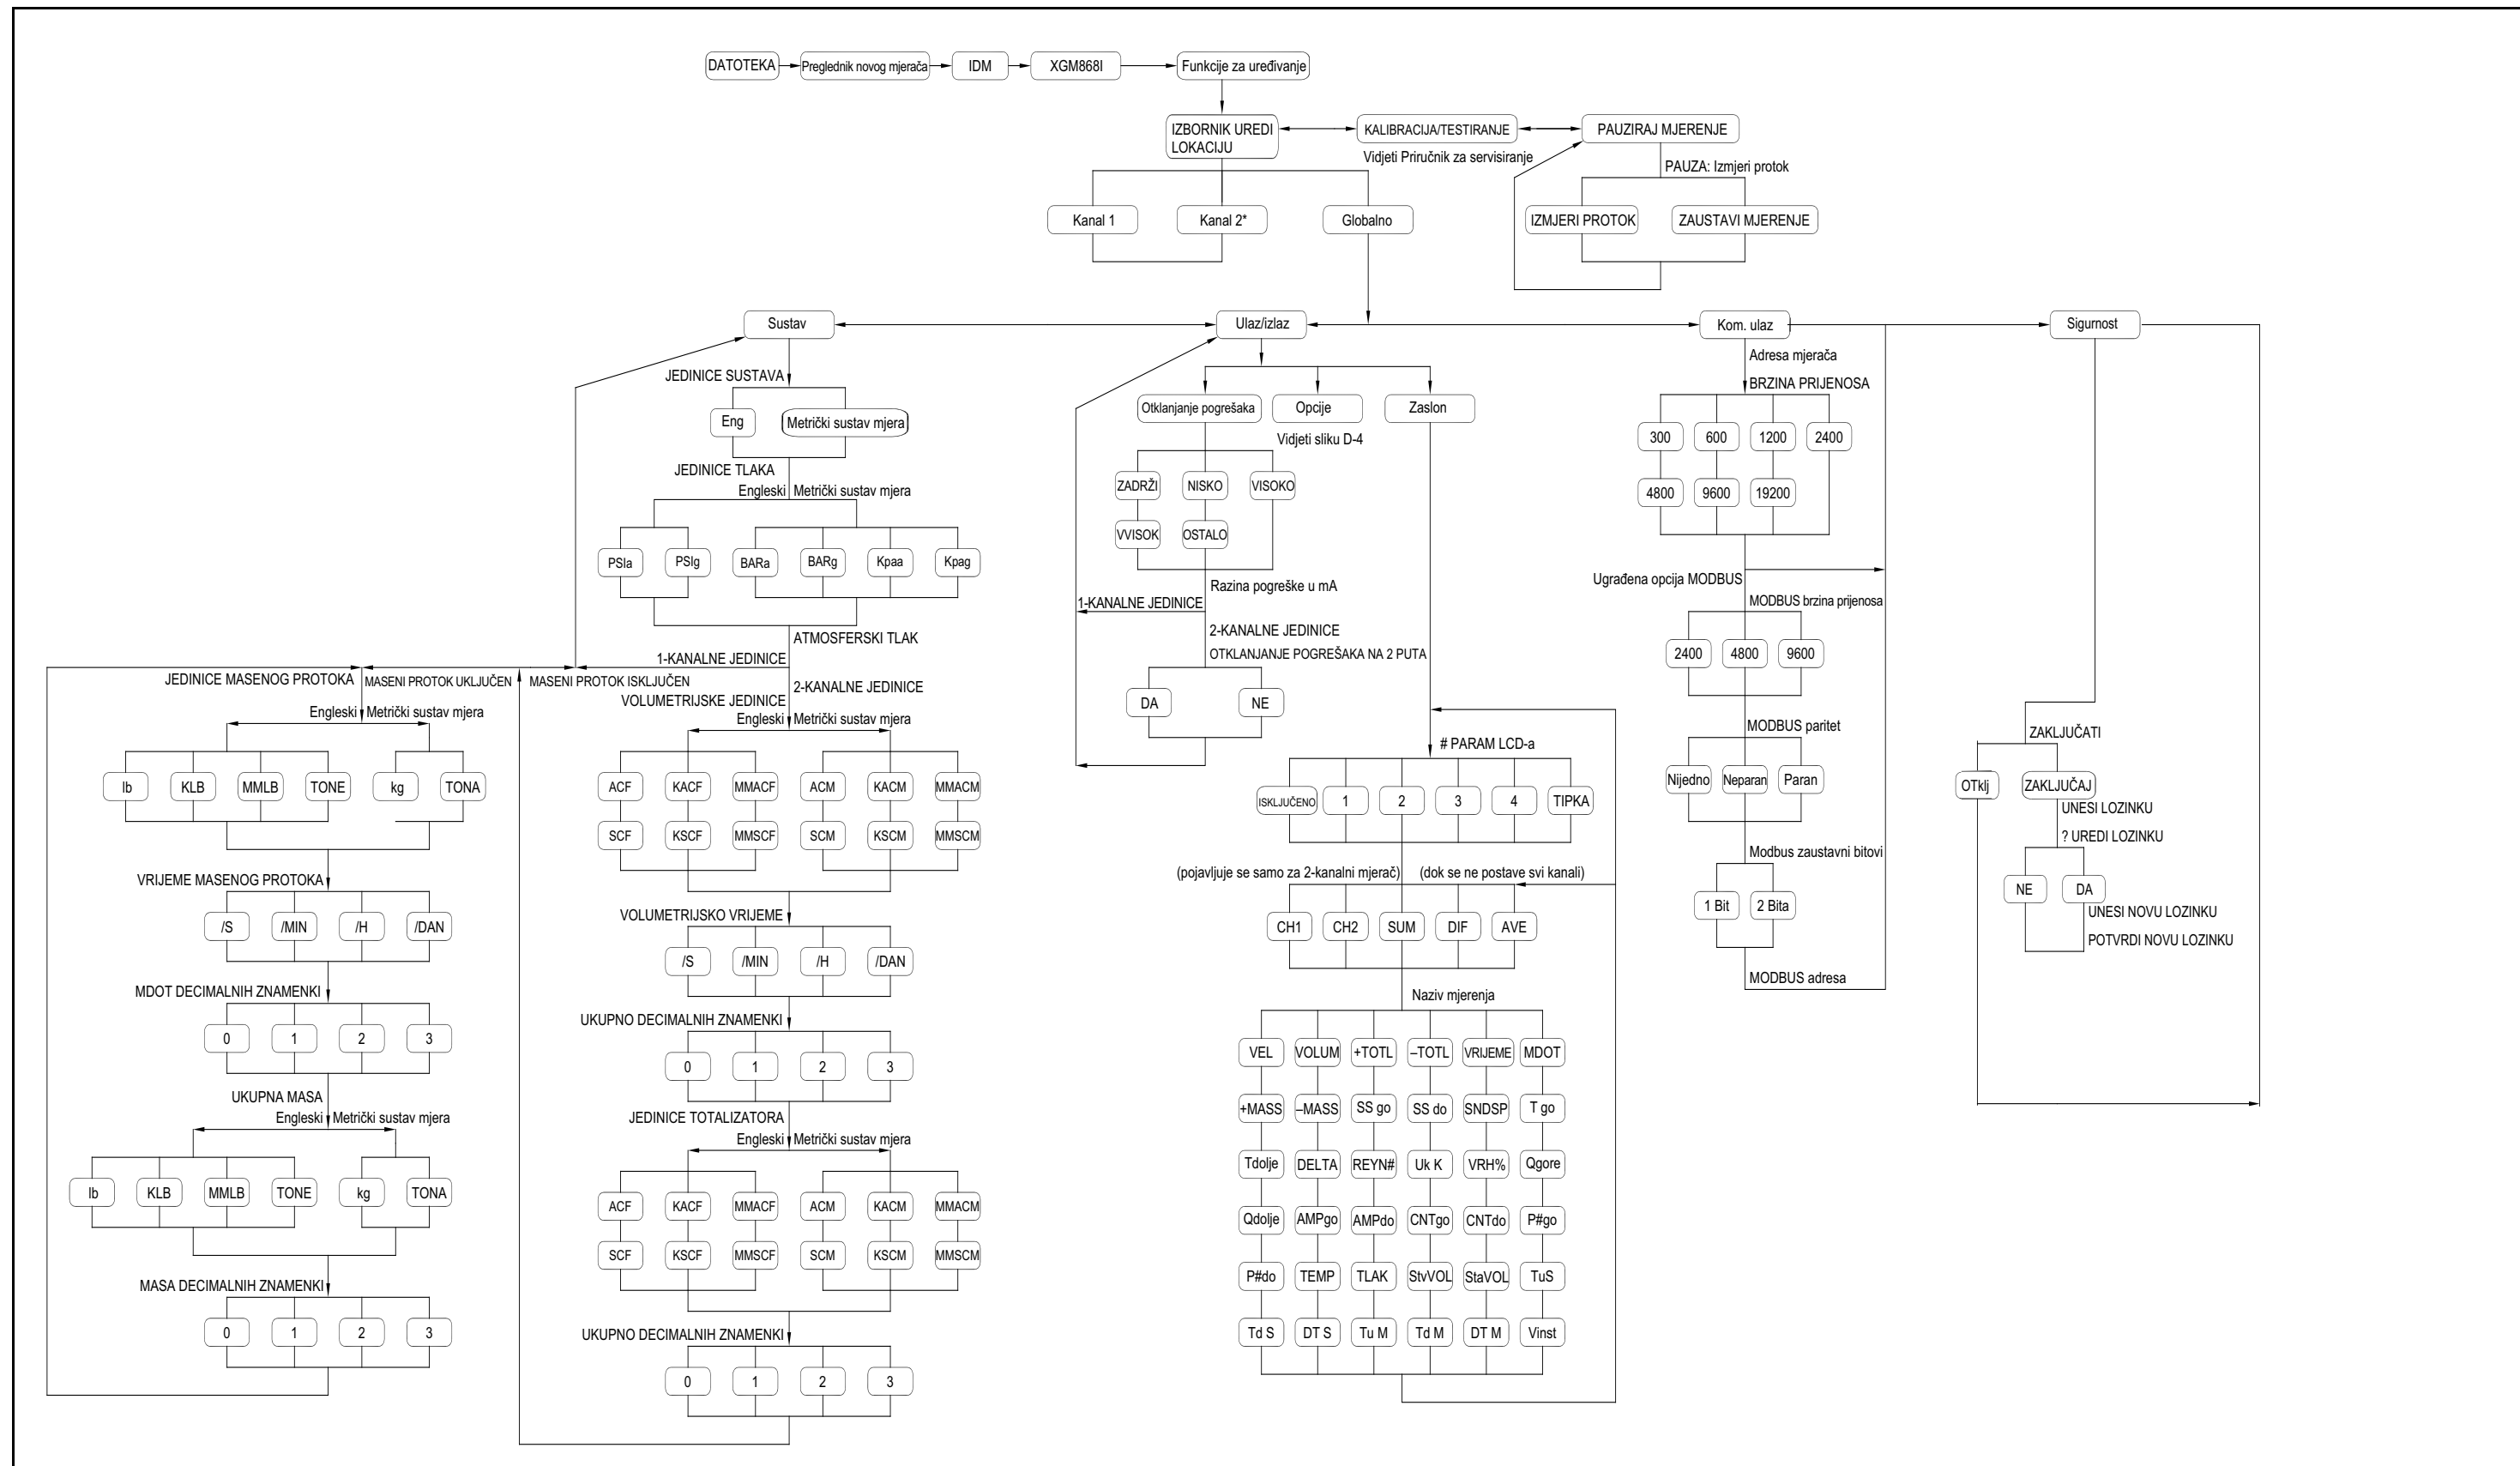 DATOTEKA
Preglednik novog mjerača
IDM
XGM868I
Funkcije za uređivanje
IZBORNIK UREDI
LOKACIJU
KALIBRACIJA/TESTIRANJE
Vidjeti Priručnik za servisiranje
PAUZIRAJ MJERENJE
PAUZA: Izmjeri protok
IZMJERI PROTOK
ZAUSTAVI MJERENJE
Kanal 1
Kanal 2*
Globalno
Sustav
Ulaz/izlaz
Kom. ulaz
Sigurnost
JEDINICE SUSTAVA
Eng
Metrički sustav mjera
JEDINICE TLAKA
Engleski
Metrički sustav mjera
PSIa
PSIg
BARa
BARg
Kpaa
Kpag
ATMOSFERSKI TLAK
1-KANALNE JEDINICE
MASENI PROTOK UKLJUČEN
MASENI PROTOK ISKLJUČEN
2-KANALNE JEDINICE
JEDINICE MASENOG PROTOKA
Engleski
Metrički sustav mjera
lb
KLB
MMLB
TONE
kg
TONA
VRIJEME MASENOG PROTOKA
/S
/MIN
/H
/DAN
MDOT DECIMALNIH ZNAMENKI
0
1
2
3
UKUPNA MASA
Engleski
Metrički sustav mjera
lb
KLB
MMLB
TONE
kg
TONA
MASA DECIMALNIH ZNAMENKI
0
1
2
3
VOLUMETRIJSKE JEDINICE
Engleski
Metrički sustav mjera
ACF
KACF
MMACF
ACM
KACM
MMACM
SCF
KSCF
MMSCF
SCM
KSCM
MMSCM
VOLUMETRIJSKO VRIJEME
/S
/MIN
/H
/DAN
UKUPNO DECIMALNIH ZNAMENKI
0
1
2
3
JEDINICE TOTALIZATORA
Engleski
Metrički sustav mjera
ACF
KACF
MMACF
ACM
KACM
MMACM
SCF
KSCF
MMSCF
SCM
KSCM
MMSCM
UKUPNO DECIMALNIH ZNAMENKI
0
1
2
3
Otklanjanje pogrešaka
Opcije
Zaslon
Vidjeti sliku D-4
ZADRŽI
NISKO
VISOKO
VVISOK
OSTALO
Razina pogreške u mA
1-KANALNE JEDINICE
2-KANALNE JEDINICE
OTKLANJANJE POGREŠAKA NA 2 PUTA
DA
NE
# PARAM LCD-a
ISKLJUČENO
1
2
3
4
TIPKA
(pojavljuje se samo za 2-kanalni mjerač)
(dok se ne postave svi kanali)
CH1
CH2
SUM
DIF
AVE
Naziv mjerenja
VEL
VOLUM
+TOTL
–TOTL
VRIJEME
MDOT
+MASS
–MASS
SS go
SS do
SNDSP
T go
Tdolje
DELTA
REYN#
Uk K
VRH%
Qgore
Qdolje
AMPgo
AMPdo
CNTgo
CNTdo
P#go
P#do
TEMP
TLAK
StvVOL
StaVOL
TuS
Td S
DT S
Tu M
Td M
DT M
Vinst
Adresa mjerača
BRZINA PRIJENOSA
300
600
1200
2400
4800
9600
19200
Ugrađena opcija MODBUS
MODBUS brzina prijenosa
2400
4800
9600
MODBUS paritet
Nijedno
Neparan
Paran
Modbus zaustavni bitovi
1 Bit
2 Bita
MODBUS adresa
ZAKLJUČATI
OTklj
ZAKLJUČAJ
UNESI LOZINKU
? UREDI LOZINKU
NE
DA
UNESI NOVU LOZINKU
POTVRDI NOVU LOZINKU